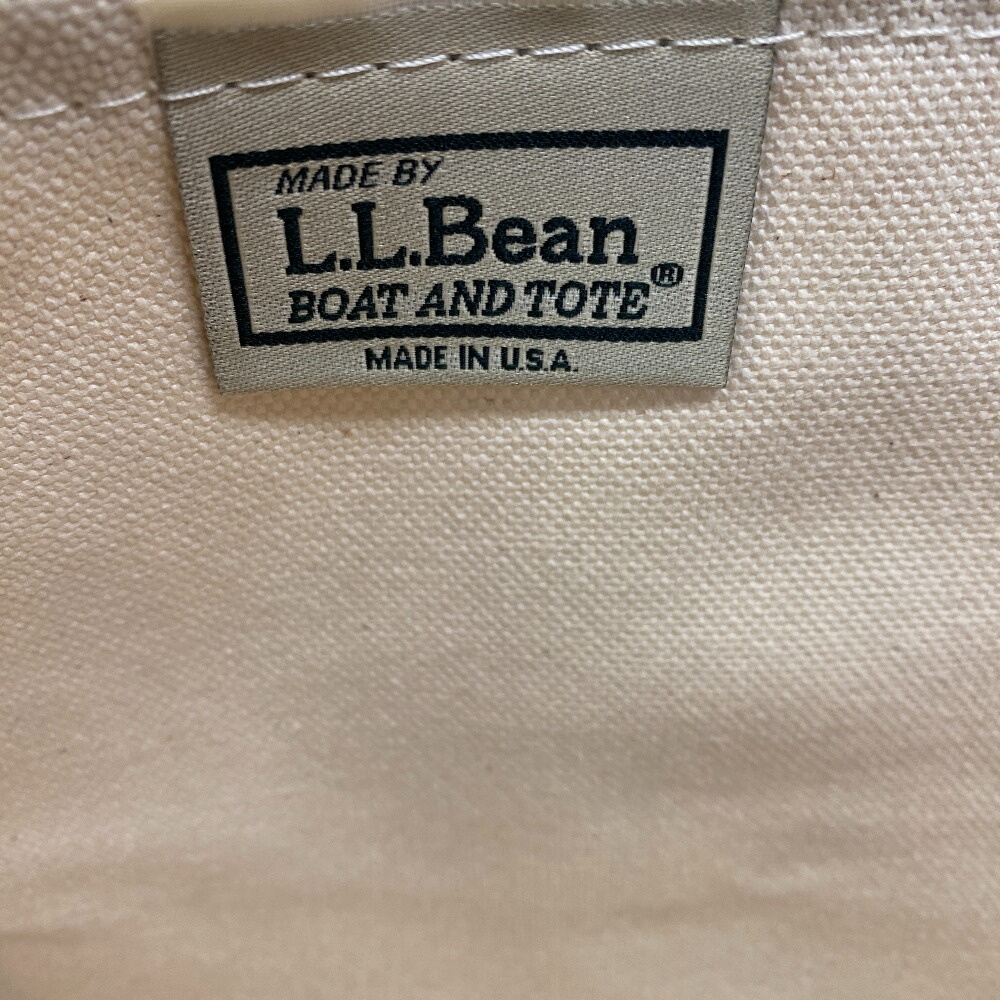 MADE BY
L.L.Bean
BOAT AND TOTE®
MADE IN U.S.A.